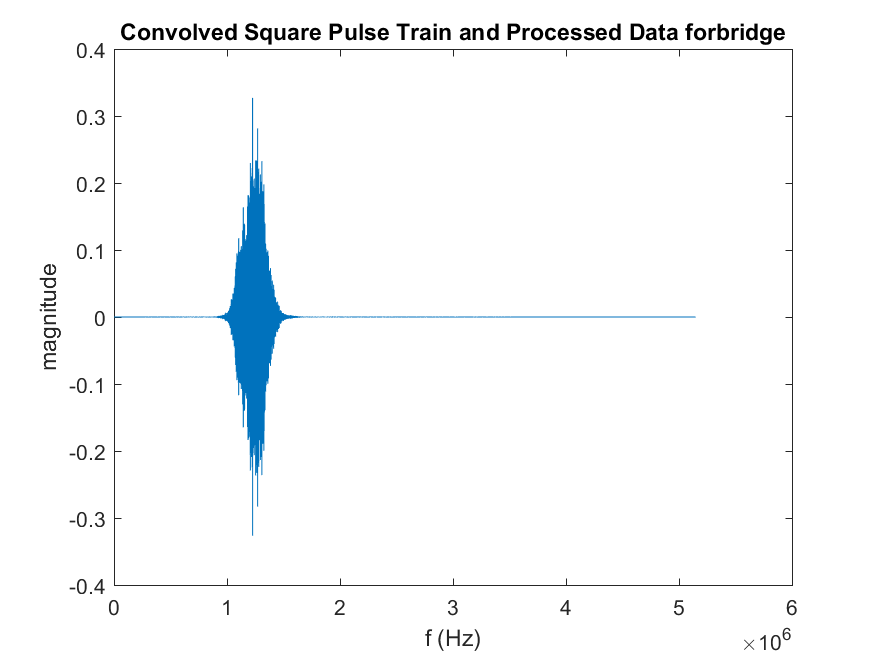 Convolved Square Pulse Train and Processed Data forbridge
0.4
0.3
0.2
0.1
0
-0.1
-0.2
-0.3
-0.4
magnitude
0 1 2 3 4 5 6
f (Hz)
×10^6